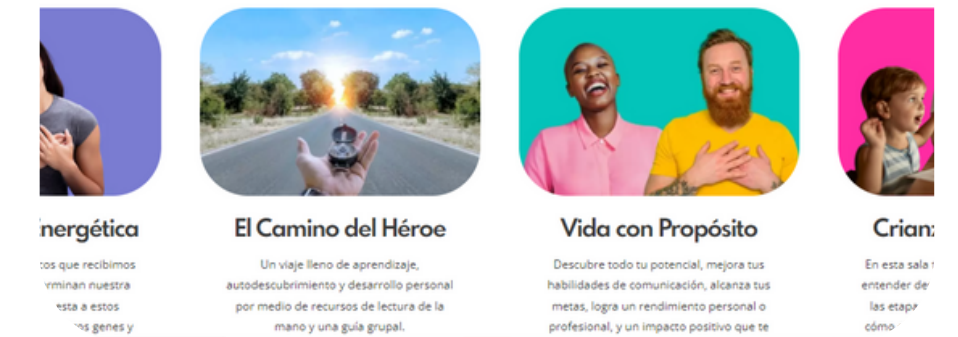 nergética
tos que recibimos
rminan nuestra
esta a estos
os genes y
El Camino del Héroe
Un viaje lleno de aprendizaje,
autodescubrimiento y desarrollo personal
por medio de recursos de lectura de la
mano y una guía grupal.
Vida con Propósito
Descubre todo tu potencial, mejora tus
habilidades de comunicación, alcanza tus
metas, logra un rendimiento personal o
profesional, y un impacto positivo que te
Crian
En esta sala
entender de
las etapa
cómo